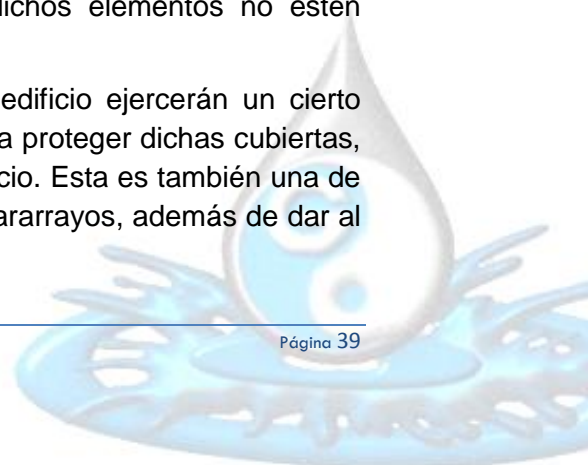 dichos elementos no estén
edificio ejercerán un cierto
a proteger dichas cubiertas,
cio. Esta es también una de
ararrayos, además de dar al
Página 39